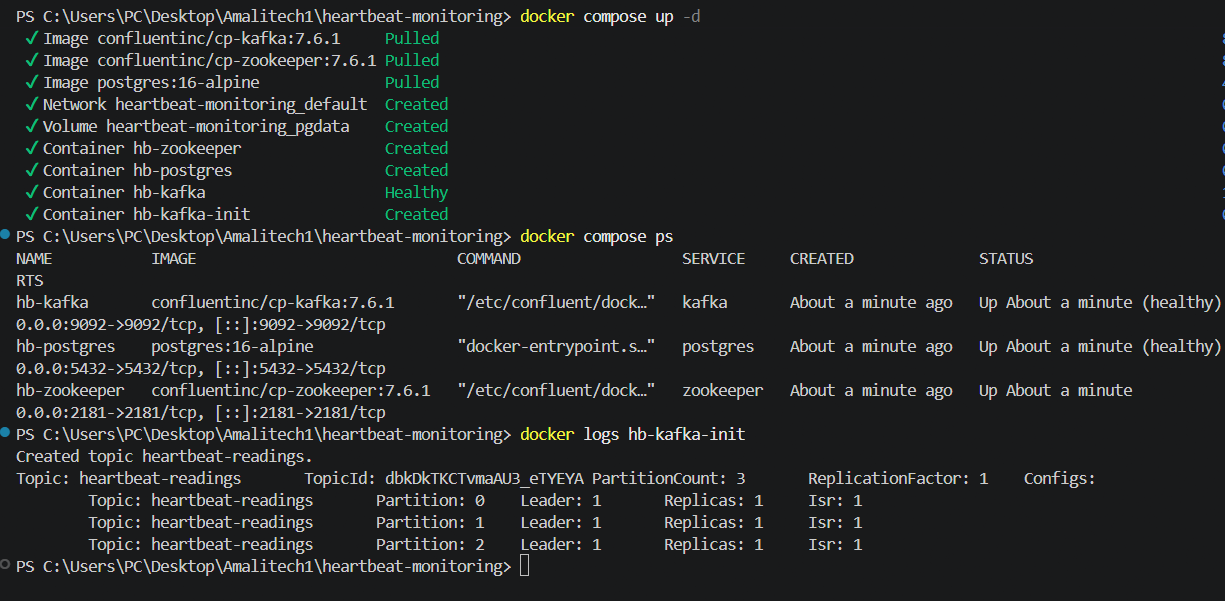 PS C:\Users\PC\Desktop\Amalitech1\heartbeat-monitoring> docker compose up -d
✓ Image confluentinc/cp-kafka:7.6.1 Pulled
✓ Image confluentinc/cp-zookeeper:7.6.1 Pulled
✓ Image postgres:16-alpine Pulled
✓ Network heartbeat-monitoring_default Created
✓ Volume heartbeat-monitoring_pgdata Created
✓ Container hb-zookeeper Created
✓ Container hb-postgres Created
✓ Container hb-kafka Healthy
✓ Container hb-kafka-init Created
PS C:\Users\PC\Desktop\Amalitech1\heartbeat-monitoring> docker compose ps
NAME IMAGE COMMAND SERVICE CREATED STATUS
RTS
hb-kafka confluentinc/cp-kafka:7.6.1 "/etc/confluent/dock…" kafka About a minute ago Up About a minute (healthy)
0.0.0.0:9092->9092/tcp, [::]:9092->9092/tcp
hb-postgres postgres:16-alpine "docker-entrypoint.s…" postgres About a minute ago Up About a minute (healthy)
0.0.0.0:5432->5432/tcp, [::]:5432->5432/tcp
hb-zookeeper confluentinc/cp-zookeeper:7.6.1 "/etc/confluent/dock…" zookeeper About a minute ago Up About a minute
0.0.0.0:2181->2181/tcp, [::]:2181->2181/tcp
PS C:\Users\PC\Desktop\Amalitech1\heartbeat-monitoring> docker logs hb-kafka-init
Created topic heartbeat-readings.
Topic: heartbeat-readings TopicId: dbkDkTKCTvmaAU3_eTYEYA PartitionCount: 3 ReplicationFactor: 1 Configs:
Topic: heartbeat-readings Partition: 0 Leader: 1 Replicas: 1 Isr: 1
Topic: heartbeat-readings Partition: 1 Leader: 1 Replicas: 1 Isr: 1
Topic: heartbeat-readings Partition: 2 Leader: 1 Replicas: 1 Isr: 1
PS C:\Users\PC\Desktop\Amalitech1\heartbeat-monitoring>